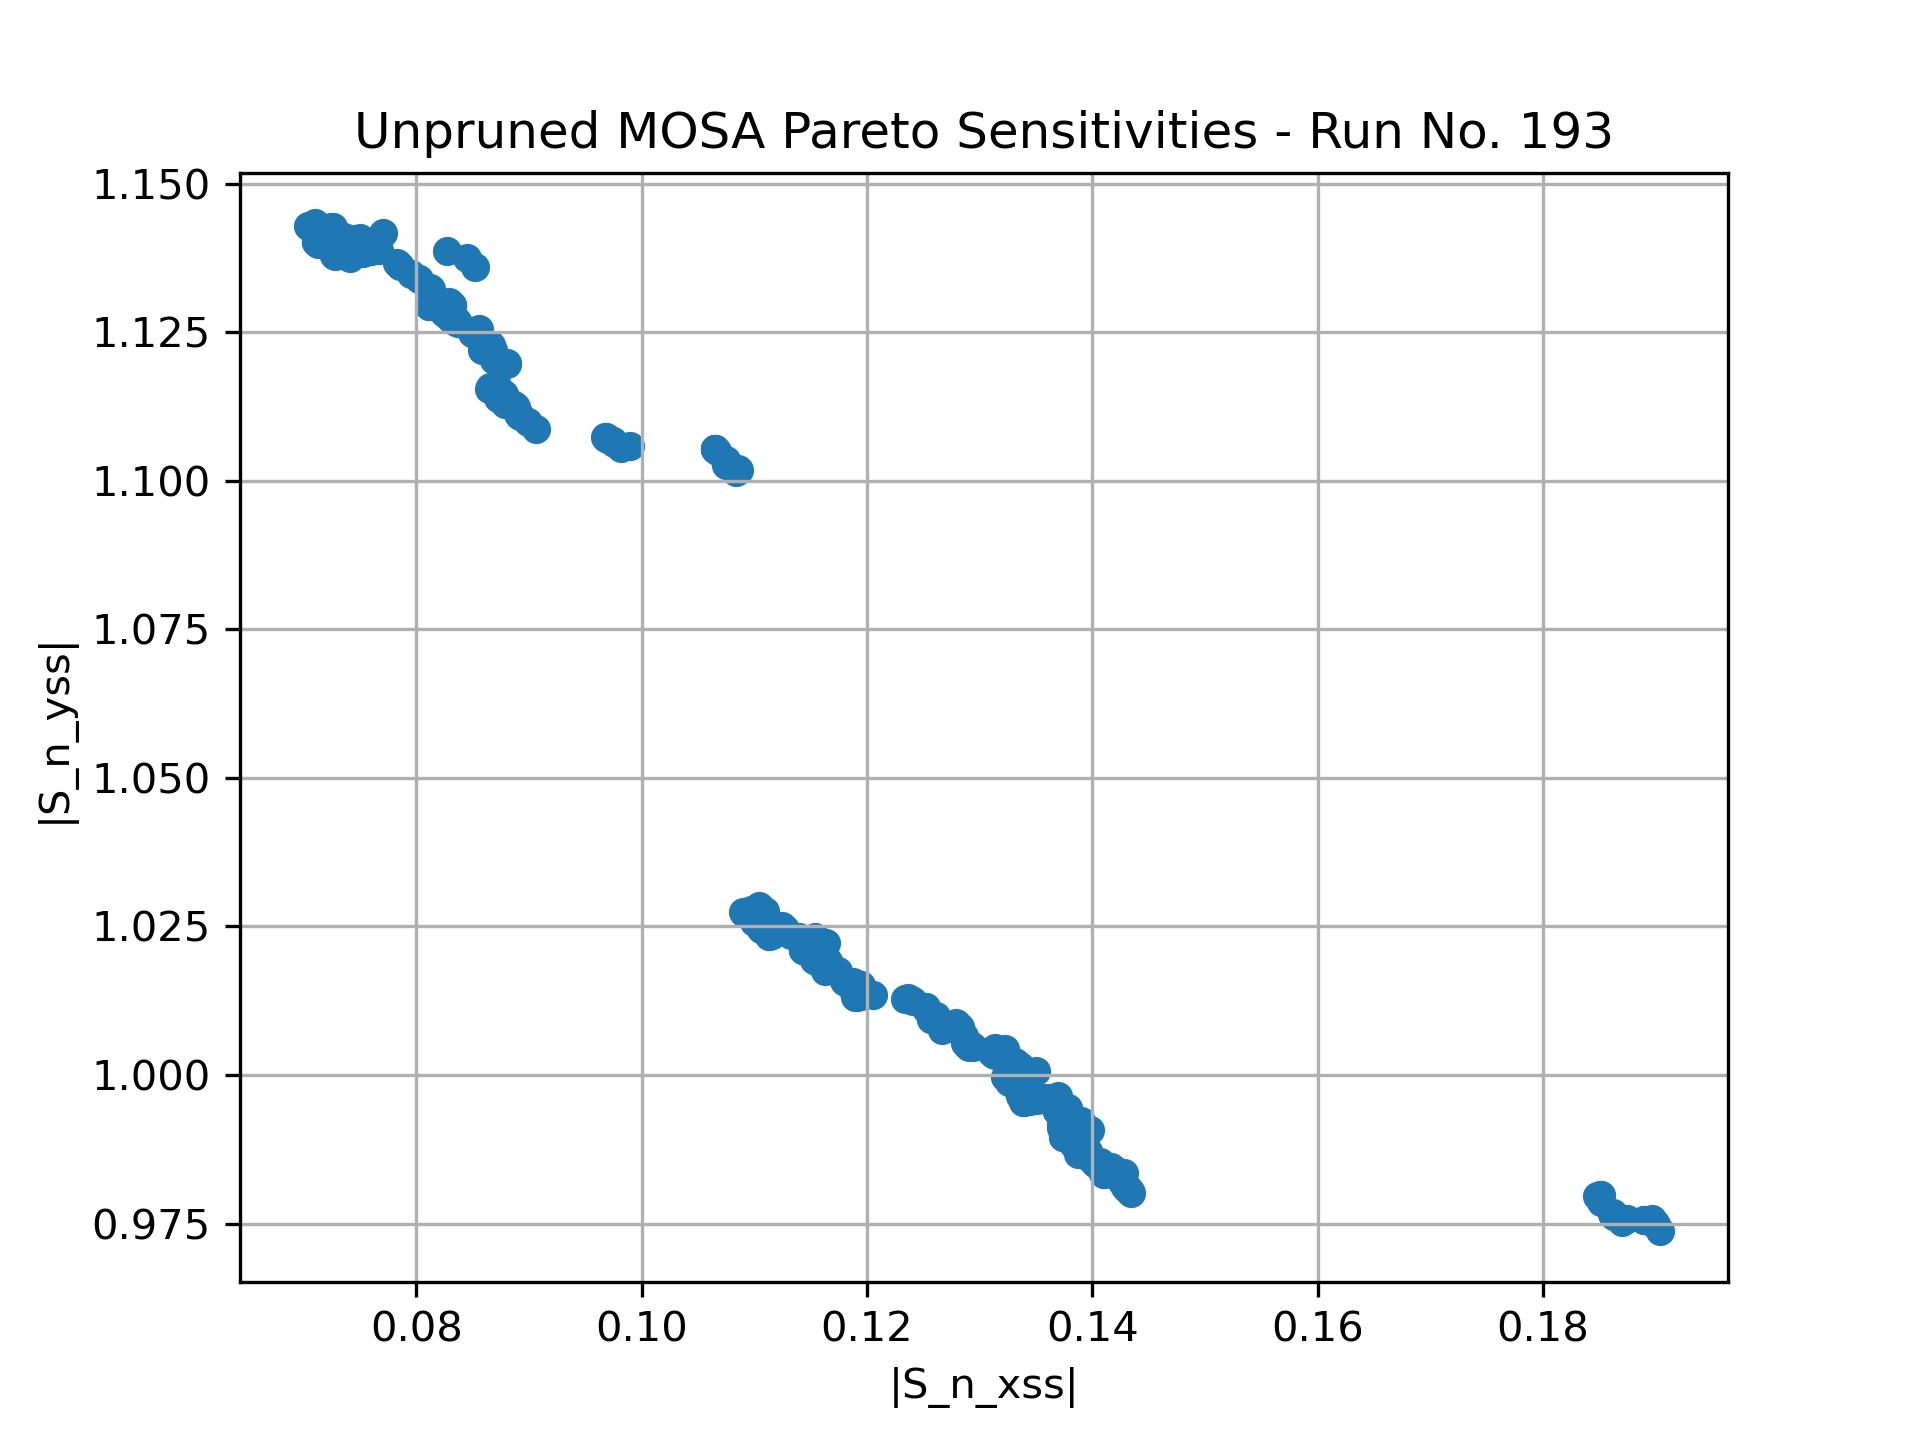 Unpruned MOSA Pareto Sensitivities - Run No. 193
1.150
1.125
1.100
1.075
1.050
1.025
1.000
0.975
|S_n_yss|
0.08 0.10 0.12 0.14 0.16 0.18
|S_n_xss|